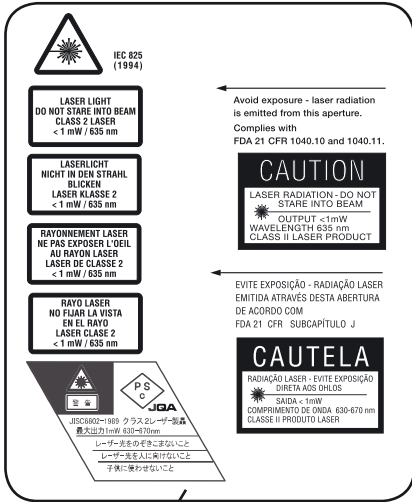 IEC 825
(1994)
LASER LIGHT
DO NOT STARE INTO BEAM
CLASS 2 LASER
< 1 mW / 635 nm
LASERLICHT
NICHT IN DEN STRAHL
BLICKEN
LASER KLASSE 2
< 1 mW / 635 nm
RAYONNEMENT LASER
NE PAS EXPOSER L'OEIL
AU RAYON LASER
LASER DE CLASSE 2
< 1 mW / 635 nm
RAYO LASER
NO FIJAR LA VISTA
EN EL RAYO
LASER CLASE 2
< 1 mW / 635 nm
PS
C
JQA
JISC6802-1989 クラス2レーザ製品
最大出力1mW 630-670nm
レーザー光をのぞきこまないこと
レーザー光を人に向けないこと
子供に使わせないこと
Avoid exposure - laser radiation
is emitted from this aperture.
Complies with
FDA 21 CFR 1040.10 and 1040.11.
CAUTION
LASER RADIATION - DO NOT
STARE INTO BEAM
OUTPUT <1mW
WAVELENGTH 635 nm
CLASS II LASER PRODUCT
EVITE EXPOSIÇÃO - RADIAÇÃO LASER
EMITIDA ATRAVÉS DESTA ABERTURA
DE ACORDO COM
FDA 21 CFR SUBCAPÍTULO J
CAUTELA
RADIAÇÃO LASER - EVITE EXPOSIÇÃO
DIRETA AOS OHLOS
SAIDA < 1mW
COMPRIMENTO DE ONDA 630-670 nm
CLASSE II PRODUTO LASER